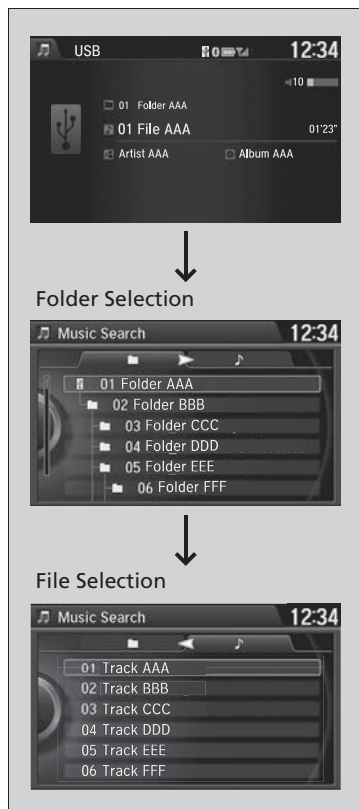 USB 12:34
10
01 Folder AAA
01 File AAA 01'23"
Artist AAA Album AAA
Folder Selection
Music Search 12:34
01 Folder AAA
02 Folder BBB
03 Folder CCC
04 Folder DDD
05 Folder EEE
06 Folder FFF
File Selection
Music Search 12:34
01 Track AAA
02 Track BBB
03 Track CCC
04 Track DDD
05 Track EEE
06 Track FFF